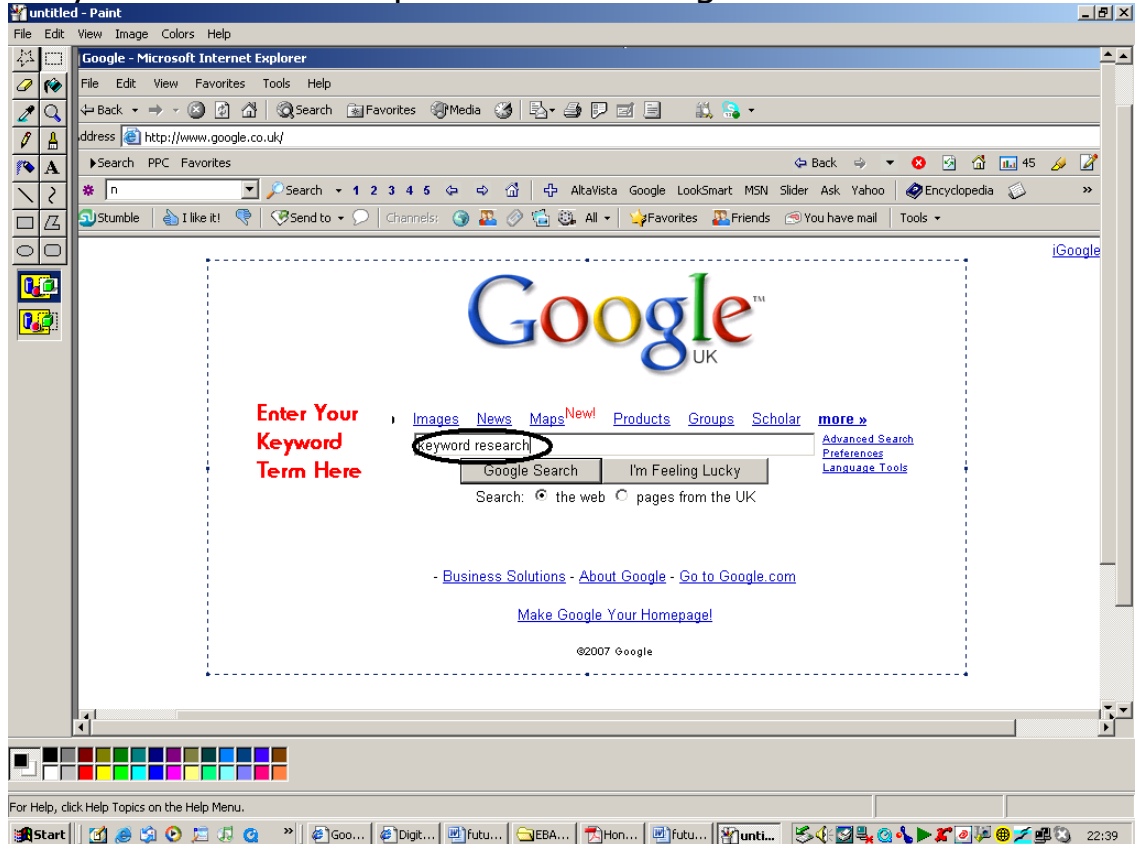 untitled - Paint
File Edit View Image Colors Help
Google - Microsoft Internet Explorer
File Edit View Favorites Tools Help
Back Search Favorites Media
ddress http://www.google.co.uk/
Search PPC Favorites Back 45
n Search 1 2 3 4 5 AltaVista Google LookSmart MSN Slider Ask Yahoo Encyclopedia »
Stumble I like it! Send to Channels: All Favorites Friends You have mail Tools
iGoogle
Google™
UK
Enter Your
Keyword
Term Here
Images News Maps New! Products Groups Scholar more »
keyword research
Advanced Search
Preferences
Language Tools
Google Search I'm Feeling Lucky
Search: the web pages from the UK
- Business Solutions - About Google - Go to Google.com
Make Google Your Homepage!
©2007 Google
For Help, click Help Topics on the Help Menu.
Start » Goo... Digit... futu... EBA... Hon... futu... unti... 22:39